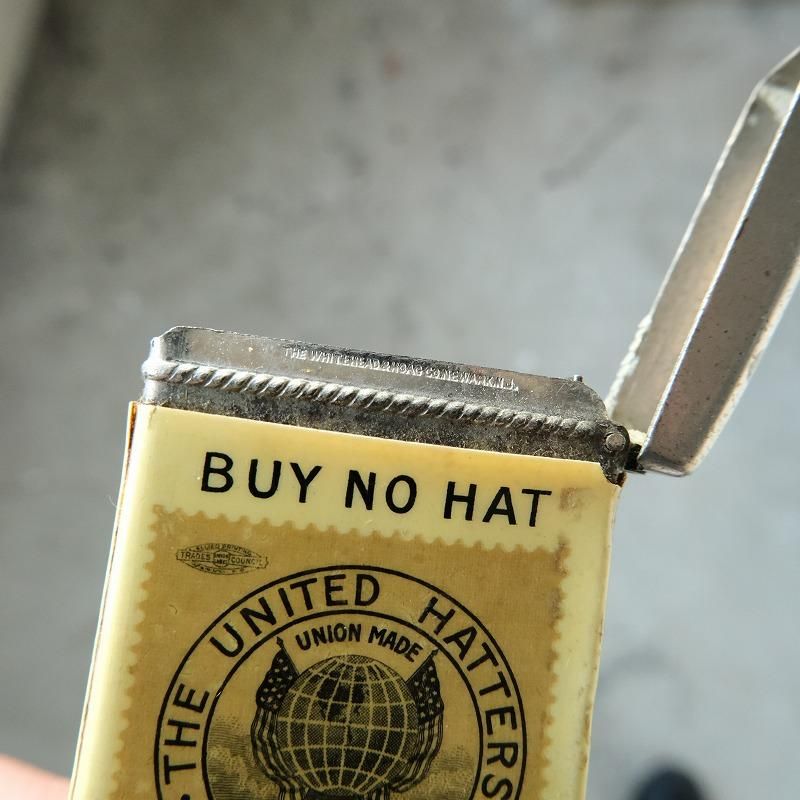 THE WHITEHEAD & HOAG CO. NEWARK, N.J.
BUY NO HAT
ALLIED PRINTING
TRADES UNION LABEL COUNCIL
THE UNITED HATTERS
UNION MADE